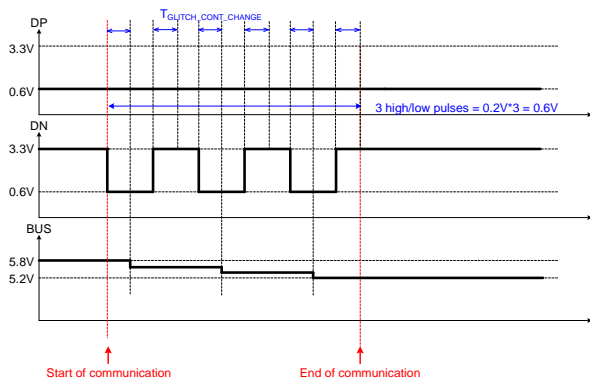 T_GLITCH_CONT_CHANGE
DP
3.3V
0.6V
3 high/low pulses = 0.2V*3 = 0.6V
DN
3.3V
0.6V
BUS
5.8V
5.2V
Start of communication
End of communication